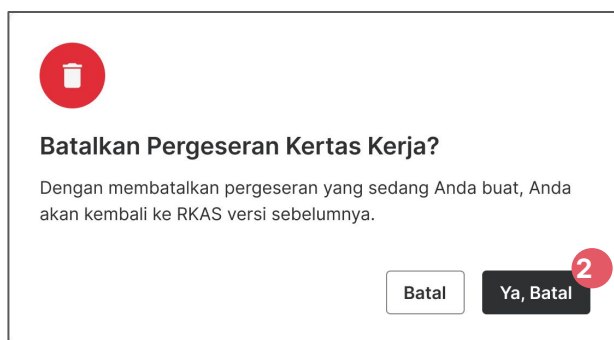 Batalkan Pergeseran Kertas Kerja?
Dengan membatalkan pergeseran yang sedang Anda buat, Anda
akan kembali ke RKAS versi sebelumnya.
2
Batal
Ya, Batal